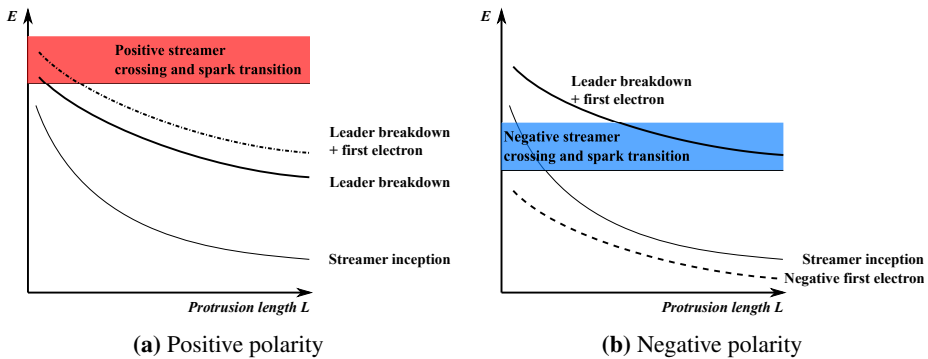 E
Positive streamer
crossing and spark transition
Leader breakdown
+ first electron
Leader breakdown
Streamer inception
Protrusion length L
(a) Positive polarity
E
Leader breakdown
+ first electron
Negative streamer
crossing and spark transition
Streamer inception
Negative first electron
Protrusion length L
(b) Negative polarity